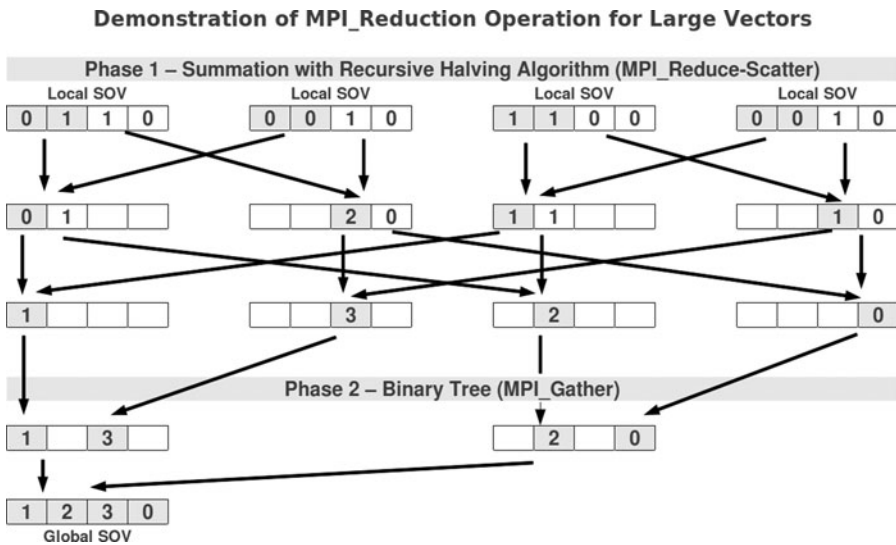 Demonstration of MPI_Reduction Operation for Large Vectors
Phase 1 – Summation with Recursive Halving Algorithm (MPI_Reduce-Scatter)
Local SOV Local SOV Local SOV Local SOV
0 1 1 0 0 0 1 0 1 1 0 0 0 0 1 0
0 1 2 0 1 1 1 0
1 3 2 0
Phase 2 – Binary Tree (MPI_Gather)
1 3 2 0
1 2 3 0
Global SOV